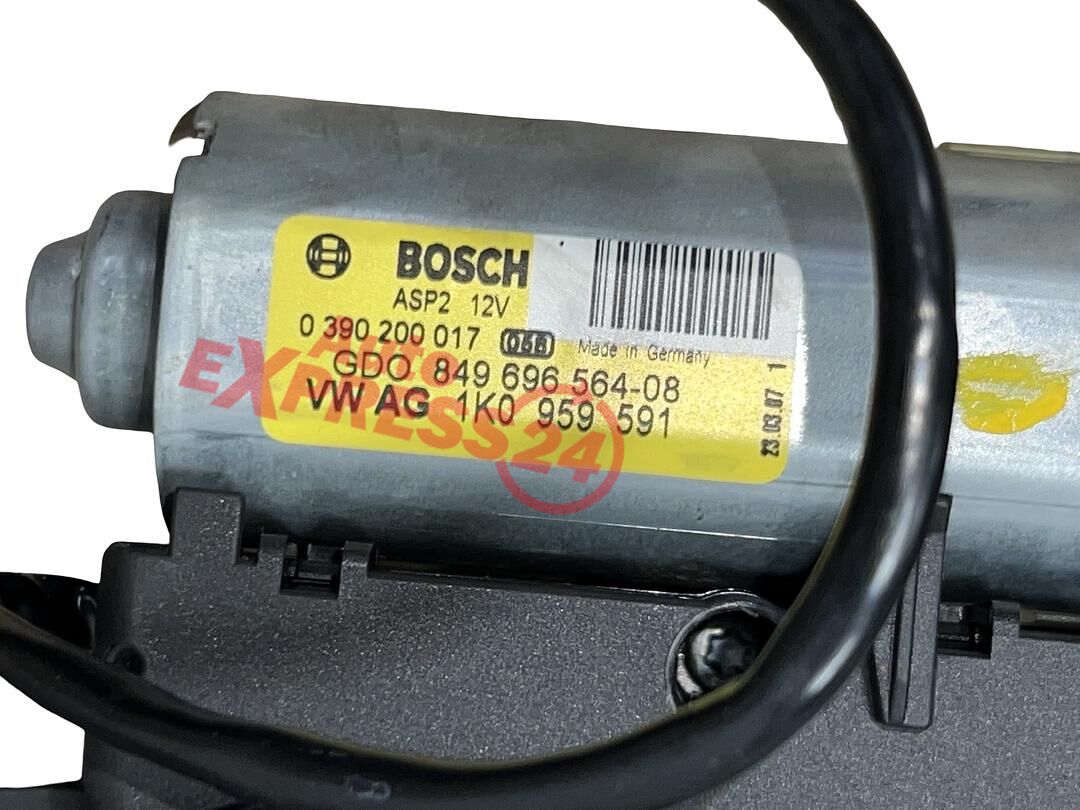 BOSCH
ASP2 12V
0 390 200 017 Made in Germany
GDO 849 696 564-08
VW AG 1K0 959 591
23.03.07 1
Auto
EXPRESS24